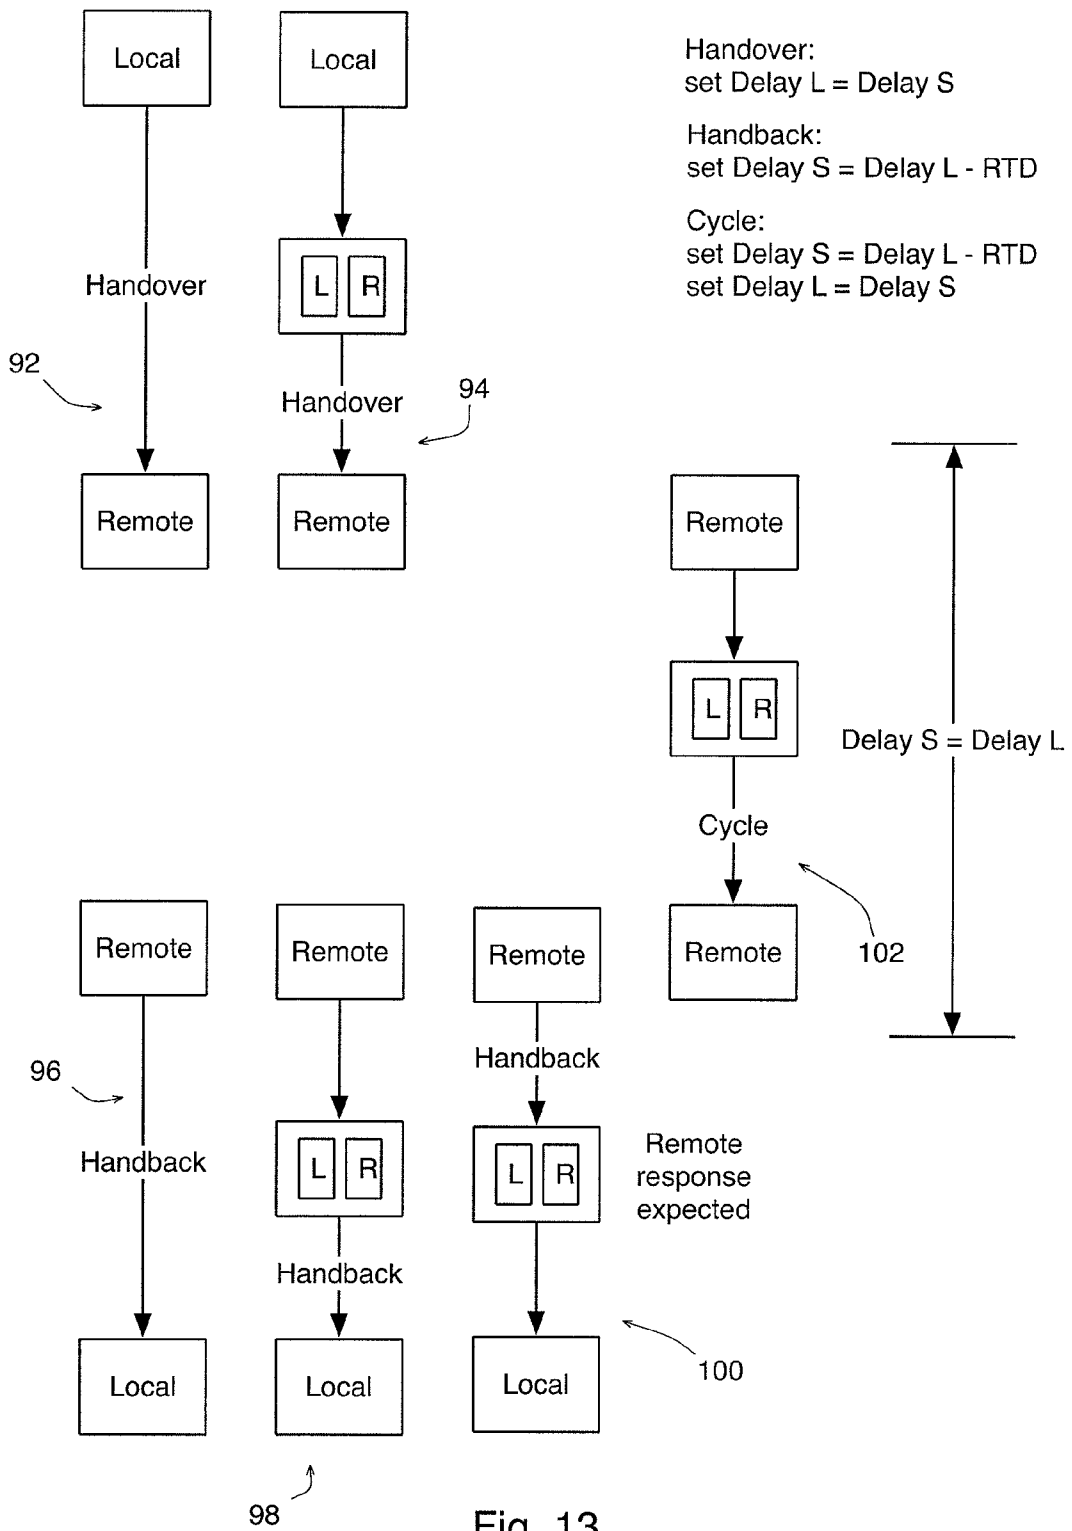 Local
Local
Handover:
set Delay L = Delay S
Handback:
set Delay S = Delay L - RTD
Cycle:
set Delay S = Delay L - RTD
set Delay L = Delay S
L R
Handover
92
Handover
94
Remote
Remote
Remote
L R
Delay S = Delay L
Cycle
102
Remote
Remote
Remote
Remote
96
Handback
Handback
L R
L R
Remote
response
expected
Handback
Local
Local
Local
100
98
Fig. 13